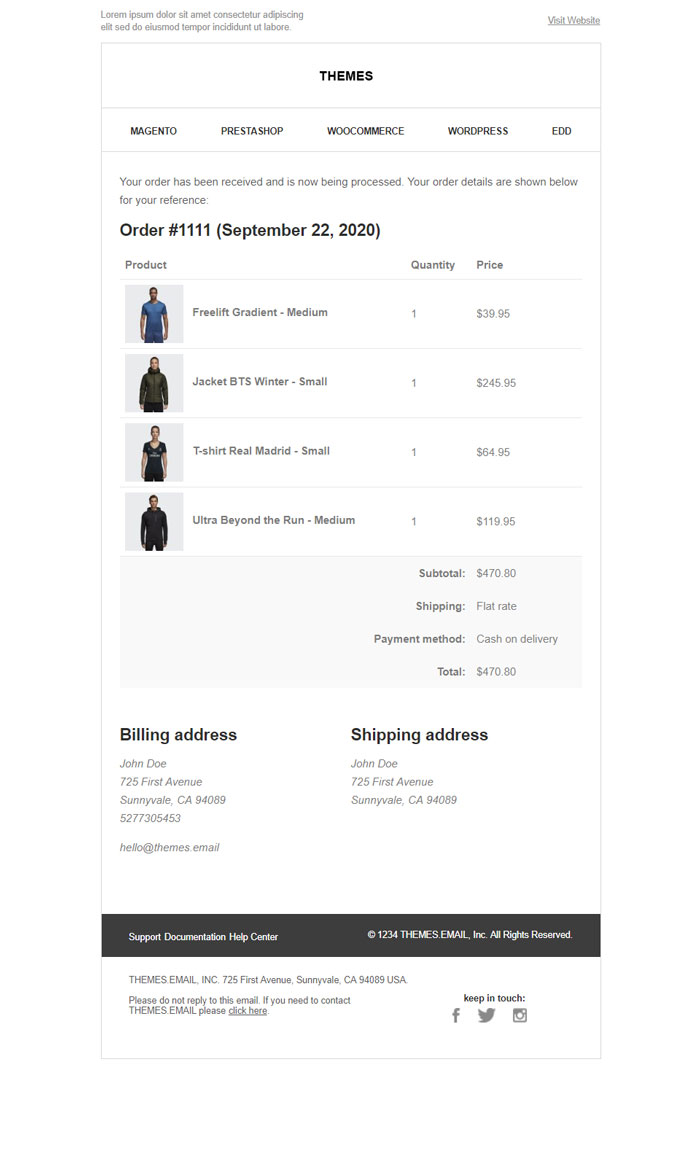 Lorem ipsum dolor sit amet consectetur adipiscing
elit sed do eiusmod tempor incididunt ut labore.
Visit Website
THEMES
MAGENTO PRESTASHOP WOOCOMMERCE WORDPRESS EDD
Your order has been received and is now being processed. Your order details are shown below
for your reference:
Order #1111 (September 22, 2020)
Product Quantity Price
Freelift Gradient - Medium 1 $39.95
Jacket BTS Winter - Small 1 $245.95
T-shirt Real Madrid - Small 1 $64.95
Ultra Beyond the Run - Medium 1 $119.95
Subtotal: $470.80
Shipping: Flat rate
Payment method: Cash on delivery
Total: $470.80
Billing address
John Doe
725 First Avenue
Sunnyvale, CA 94089
5277305453
hello@themes.email
Shipping address
John Doe
725 First Avenue
Sunnyvale, CA 94089
Support Documentation Help Center
© 1234 THEMES.EMAIL, Inc. All Rights Reserved.
THEMES.EMAIL, INC. 725 First Avenue, Sunnyvale, CA 94089 USA.
Please do not reply to this email. If you need to contact
THEMES.EMAIL please click here.
keep in touch: